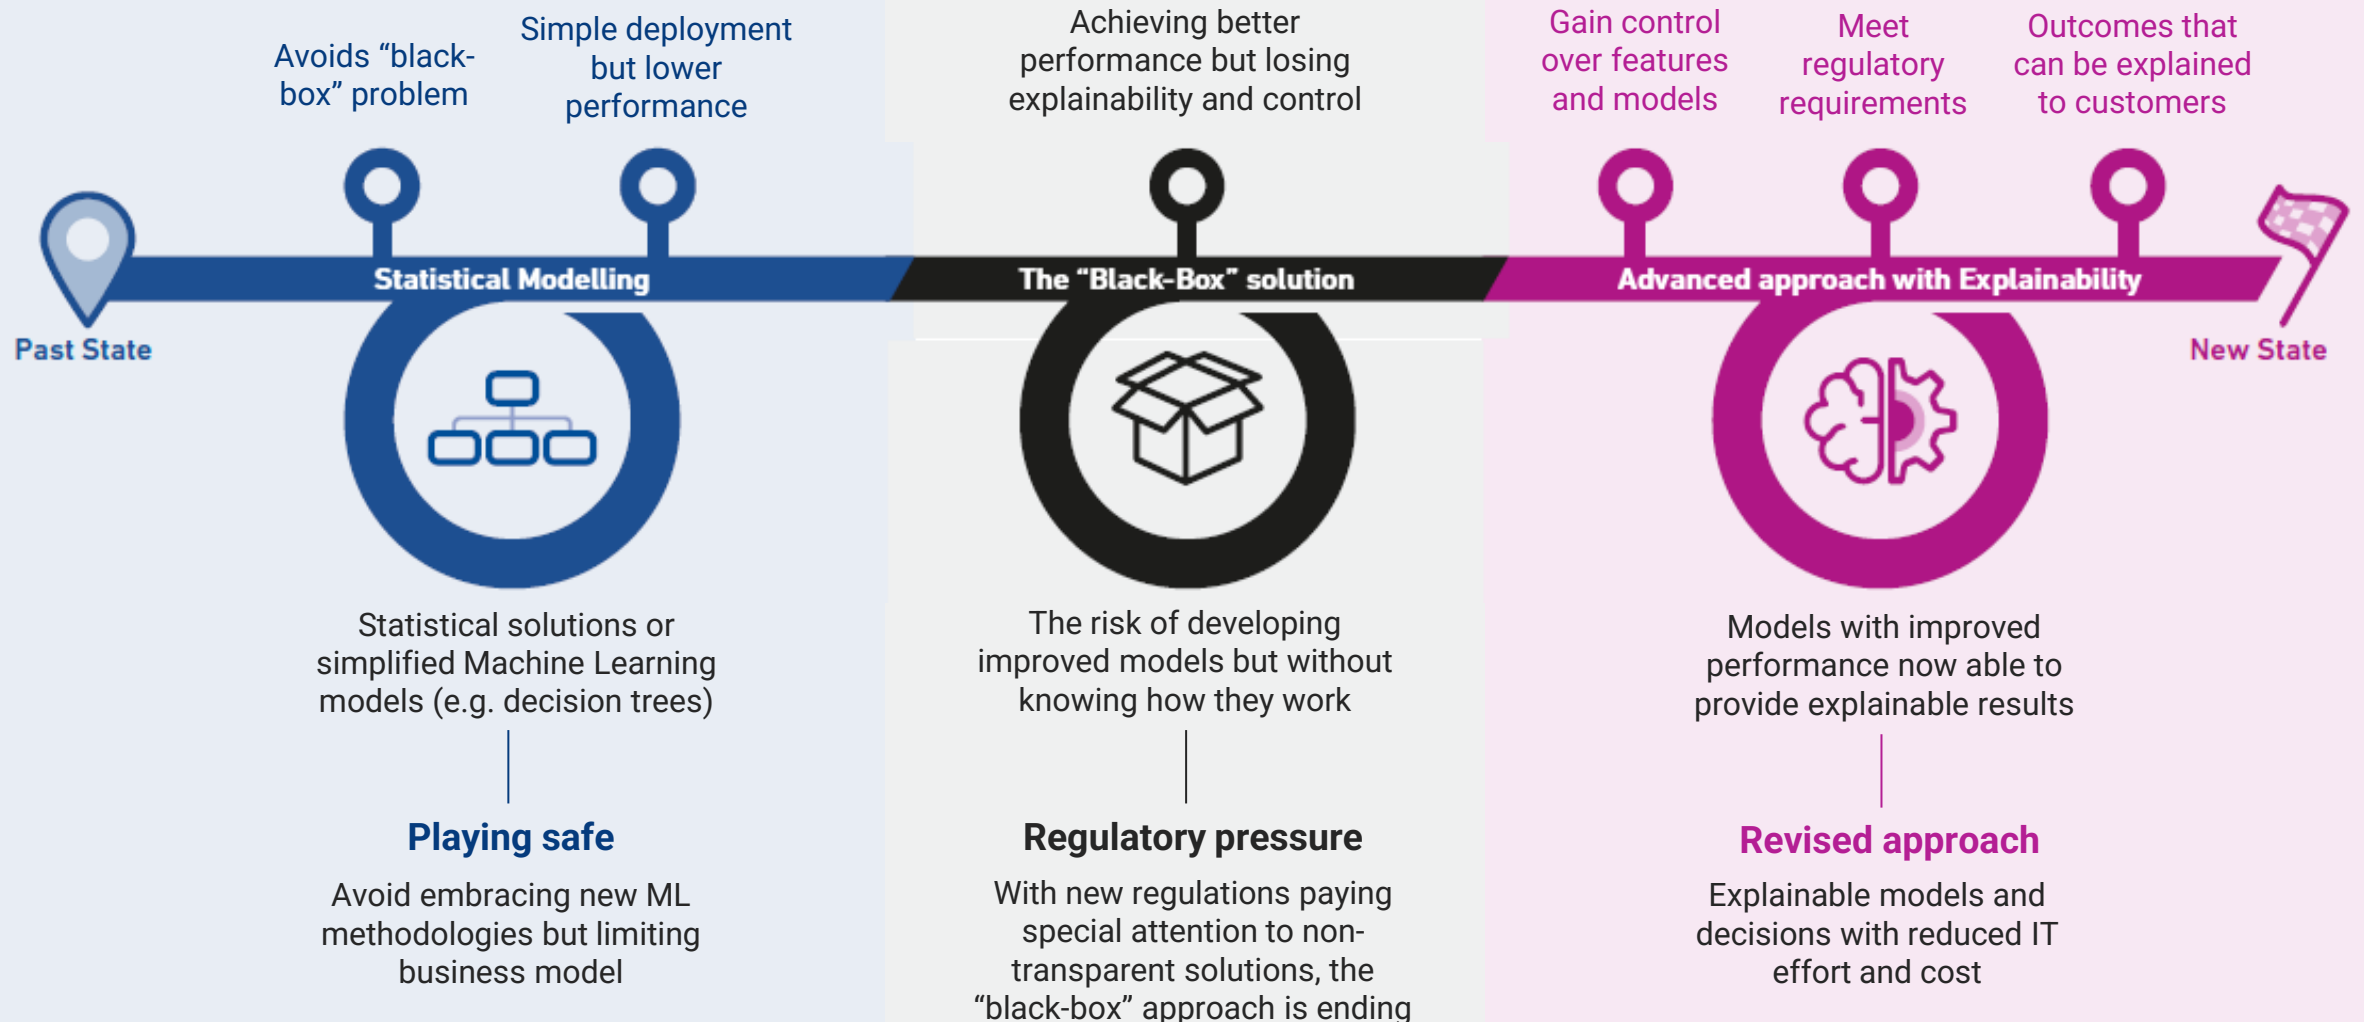 Avoids “black-
box” problem
Simple deployment
but lower
performance
Achieving better
performance but losing
explainability and control
Gain control
over features
and models
Meet
regulatory
requirements
Outcomes that
can be explained
to customers
Statistical Modelling
The “Black-Box” solution
Advanced approach with Explainability
Past State
New State
Statistical solutions or
simplified Machine Learning
models (e.g. decision trees)
Playing safe
Avoid embracing new ML
methodologies but limiting
business model
The risk of developing
improved models but without
knowing how they work
Regulatory pressure
With new regulations paying
special attention to non-
transparent solutions, the
“black-box” approach is ending
Models with improved
performance now able to
provide explainable results
Revised approach
Explainable models and
decisions with reduced IT
effort and cost